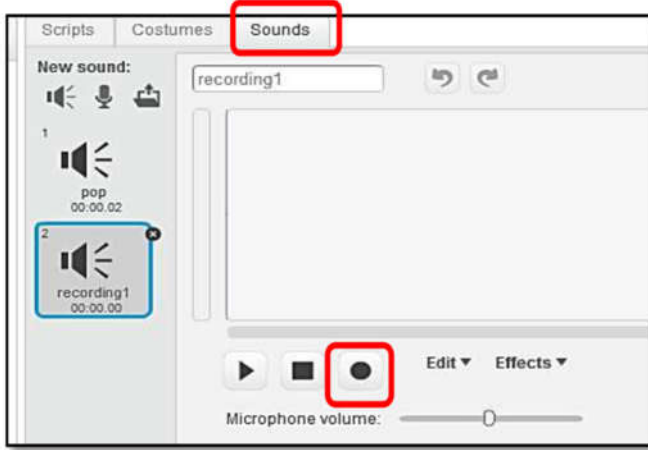 Scripts Costumes Sounds
New sound:
recording1
1
pop
00:00.02
2
recording1
00:00.00
Edit Effects
Microphone volume: